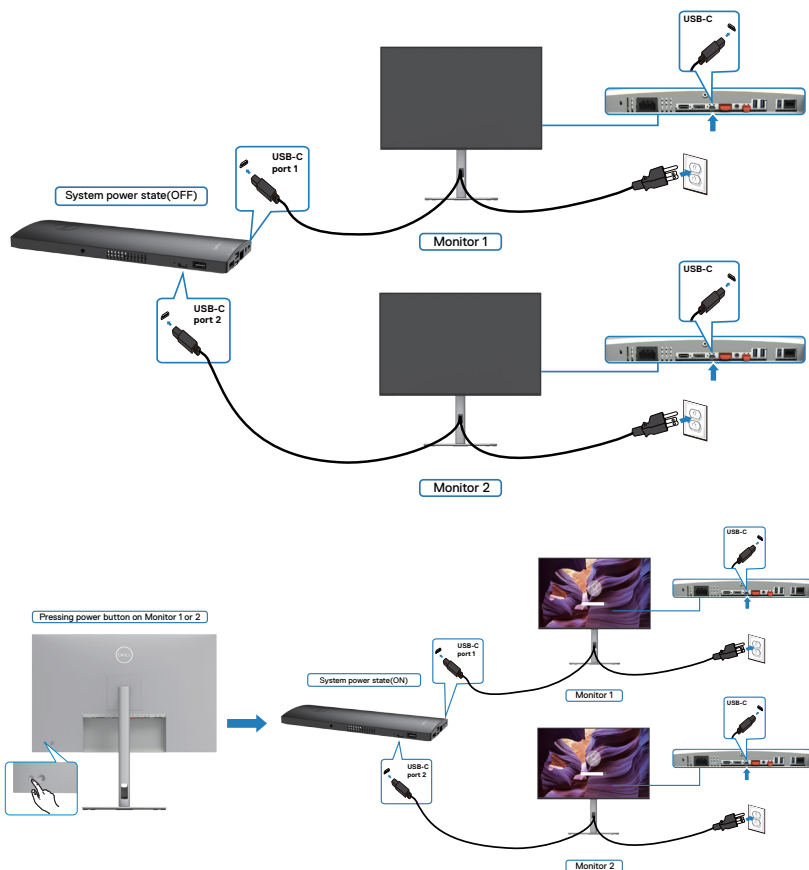 USB-C
USB-C
port 1
System power state(OFF)
Monitor 1
USB-C
USB-C
port 2
Monitor 2
USB-C
Pressing power button on Monitor 1 or 2
DELL
USB-C
port 1
System power state(ON)
Monitor 1
USB-C
USB-C
port 2
Monitor 2